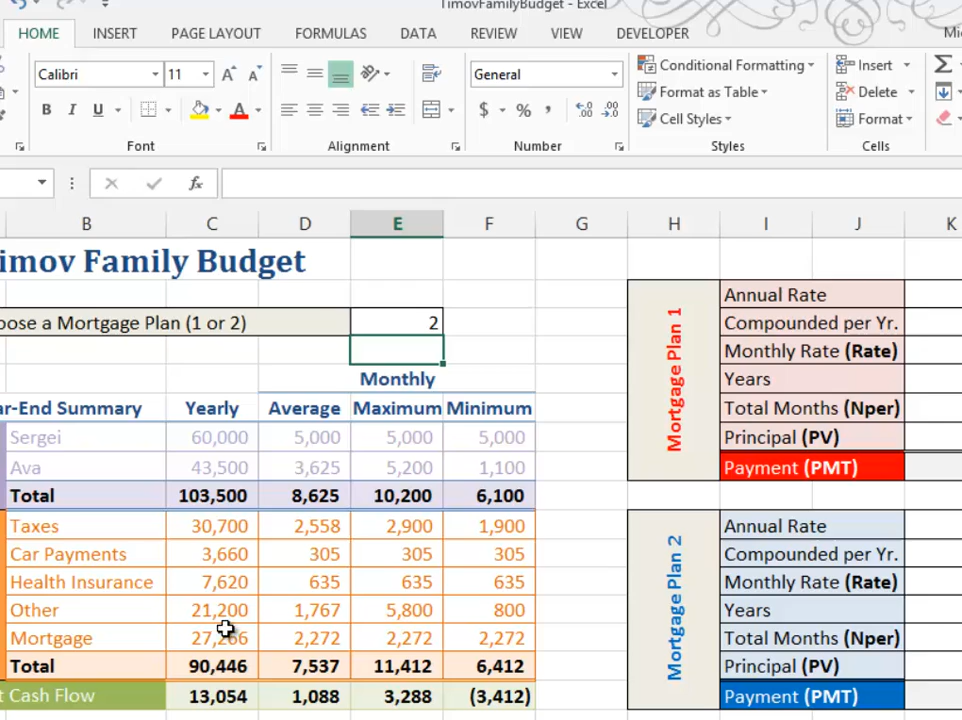 TimovFamilyBudget - Excel
HOME INSERT PAGE LAYOUT FORMULAS DATA REVIEW VIEW DEVELOPER
Calibri 11 General Conditional Formatting Insert
B I U A $ % , Format as Table Delete
Cell Styles Format
Font Alignment Number Styles Cells
fx
B C D E F G H I J K
imov Family Budget
oose a Mortgage Plan (1 or 2) 2
Monthly
ar-End Summary Yearly Average Maximum Minimum
Sergei 60,000 5,000 5,000 5,000
Ava 43,500 3,625 5,200 1,100
Total 103,500 8,625 10,200 6,100
Taxes 30,700 2,558 2,900 1,900
Car Payments 3,660 305 305 305
Health Insurance 7,620 635 635 635
Other 21,200 1,767 5,800 800
Mortgage 27,266 2,272 2,272 2,272
Total 90,446 7,537 11,412 6,412
t Cash Flow 13,054 1,088 3,288 (3,412)
Mortgage Plan 1
Annual Rate
Compounded per Yr.
Monthly Rate (Rate)
Years
Total Months (Nper)
Principal (PV)
Payment (PMT)
Mortgage Plan 2
Annual Rate
Compounded per Yr.
Monthly Rate (Rate)
Years
Total Months (Nper)
Principal (PV)
Payment (PMT)